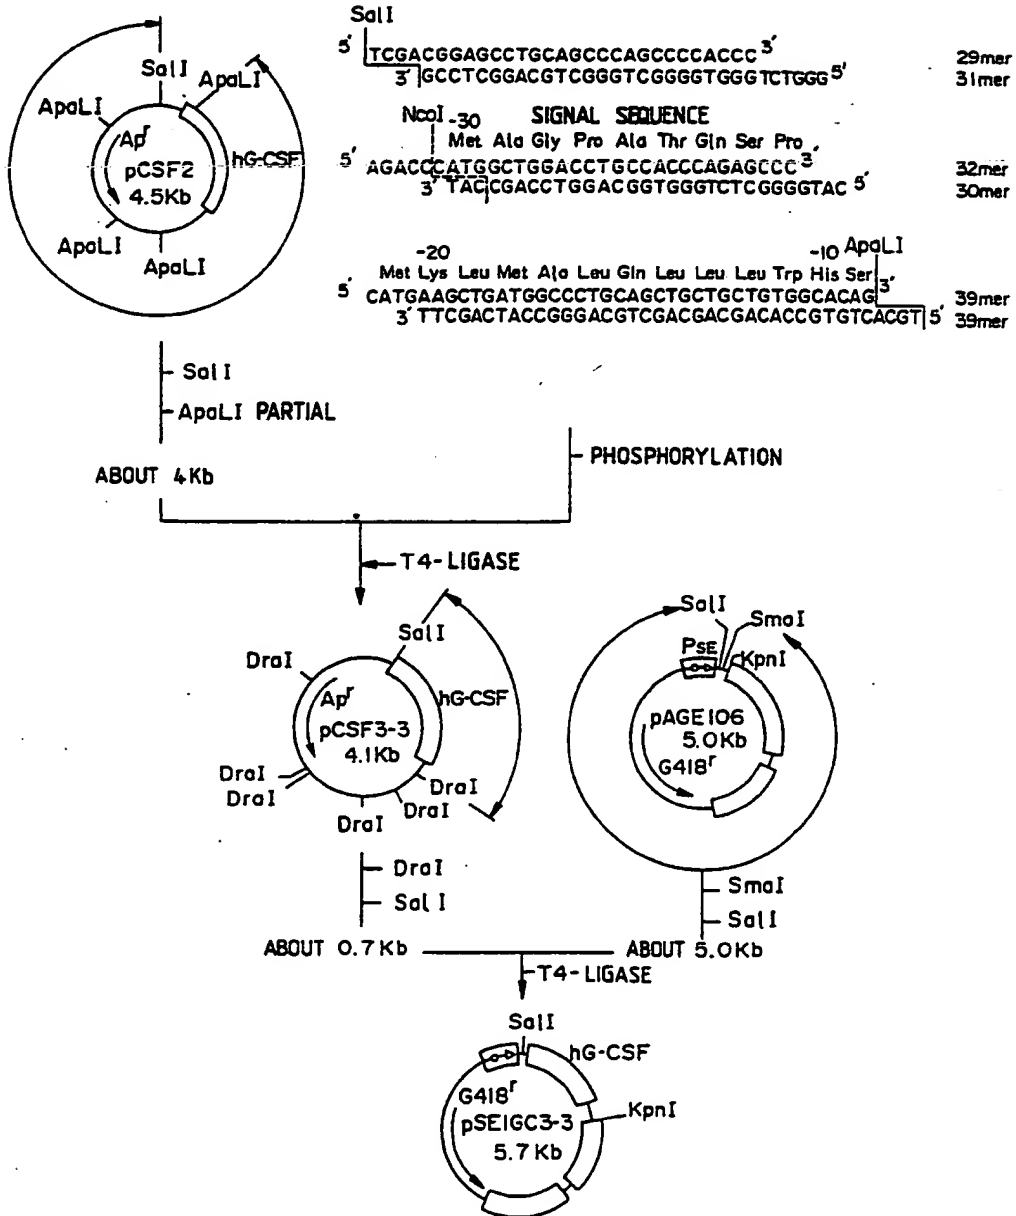 SalI
5' TCGACGGAGCCTGCAGCCCAGCCCCACCC 3' 29mer
3' GCCTCGGACGTCGGGTCGGGGTGGGTCTGGG 5' 31mer
NcoI -30 SIGNAL SEQUENCE
Met Ala Gly Pro Ala Thr Gln Ser Pro
5' AGACCCATGGCTGGACCTGCCACCCAGAGCCC 3' 32mer
3' TACCGACCTGGACGGTGGGTCTCGGGGTAC 5' 30mer
-20 -10 ApaLI
Met Lys Leu Met Ala Leu Gln Leu Leu Leu Trp His Ser
5' CATGAAGCTGATGGCCCTGCAGCTGCTGCTGTGGCACAG 3' 39mer
3' TTCGACTACCGGGACGTCGACGACGACACCGTGTCACGT 5' 39mer
SalI
ApaLI
ApaLI
Apr
hG-CSF
pCSF2
4.5Kb
ApaLI
ApaLI
SalI
ApaLI PARTIAL
ABOUT 4Kb
PHOSPHORYLATION
T4-LIGASE
SalI
DraI
Apr
hG-CSF
pCSF3-3
4.1Kb
DraI
DraI
DraI
DraI
DraI
SalI
SmaI
PSE
KpnI
pAGE106
5.0Kb
G418r
DraI
SalI
ABOUT 0.7Kb
SmaI
SalI
ABOUT 5.0Kb
T4-LIGASE
SalI
hG-CSF
G418r
pSE1GC3-3
5.7Kb
KpnI